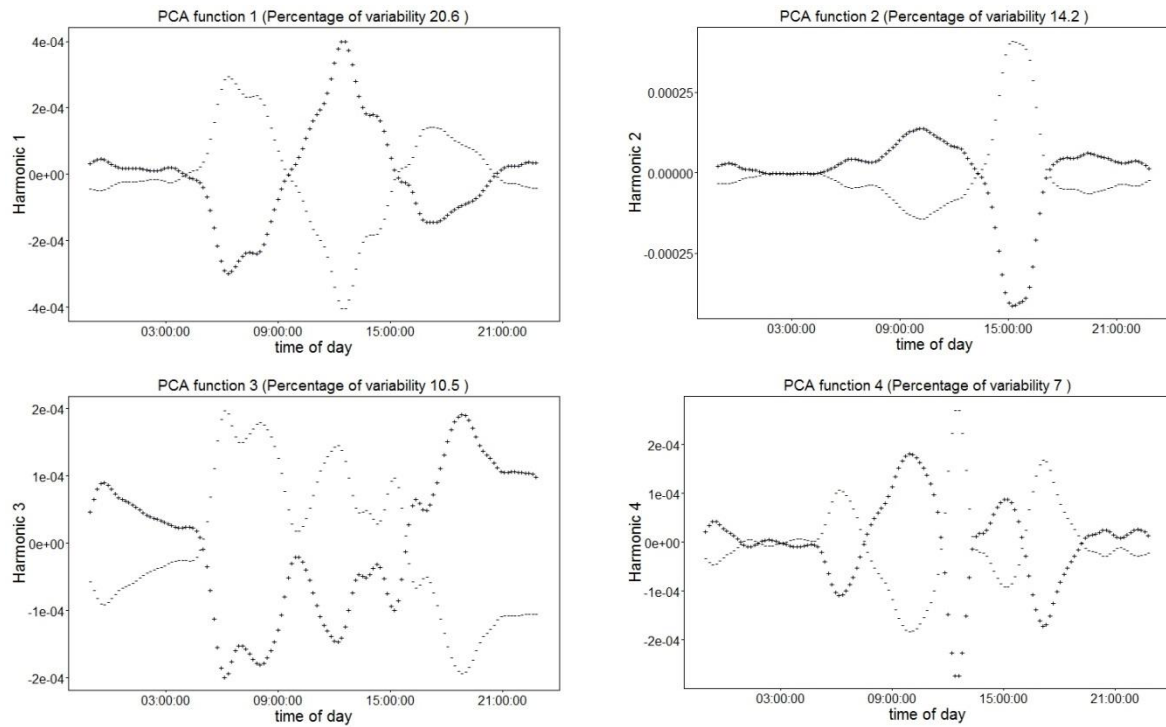 PCA function 1 (Percentage of variability 20.6 )
4e-04
2e-04
0e+00
-2e-04
-4e-04
Harmonic 1
03:00:00 09:00:00 15:00:00 21:00:00
time of day
PCA function 2 (Percentage of variability 14.2 )
0.00025
0.00000
-0.00025
Harmonic 2
03:00:00 09:00:00 15:00:00 21:00:00
time of day
PCA function 3 (Percentage of variability 10.5 )
2e-04
1e-04
0e+00
-1e-04
-2e-04
Harmonic 3
03:00:00 09:00:00 15:00:00 21:00:00
time of day
PCA function 4 (Percentage of variability 7 )
2e-04
1e-04
0e+00
-1e-04
-2e-04
Harmonic 4
03:00:00 09:00:00 15:00:00 21:00:00
time of day